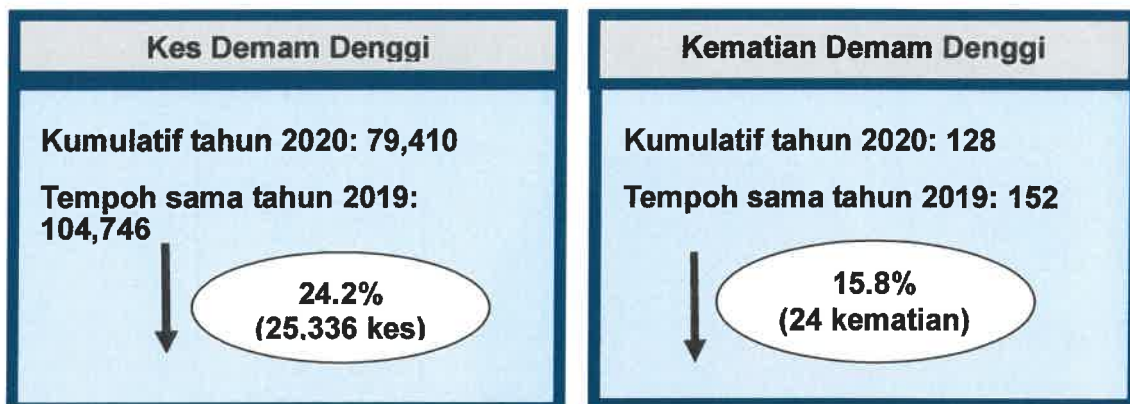 Kes Demam Denggi
Kumulatif tahun 2020: 79,410
Tempoh sama tahun 2019:
104,746
24.2%
(25,336 kes)
Kematian Demam Denggi
Kumulatif tahun 2020: 128
Tempoh sama tahun 2019: 152
15.8%
(24 kematian)